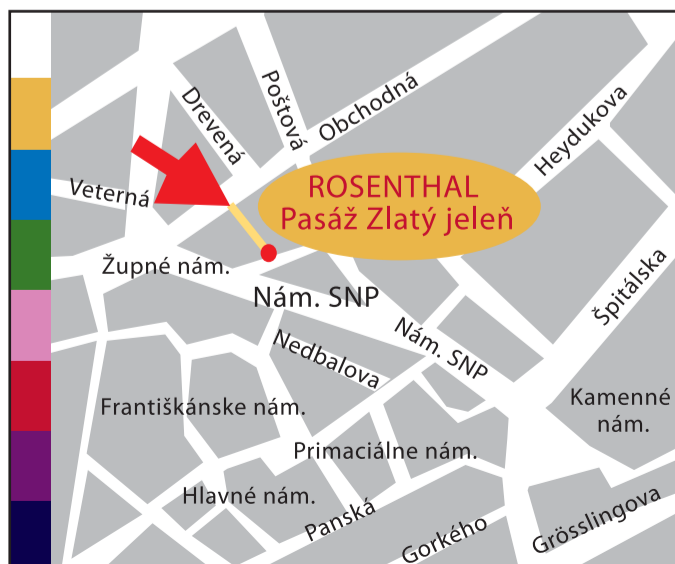 Poštová
Drevená
Obchodná
Heydukova
Veterná
ROSENTHAL
Pasáž Zlatý jeleň
Župné nám.
Nám. SNP
Špitálska
Nám. SNP
Nedbalova
Františkánske nám.
Kamenné
nám.
Primaciálne nám.
Hlavné nám.
Panská
Gorkého
Grösslingova